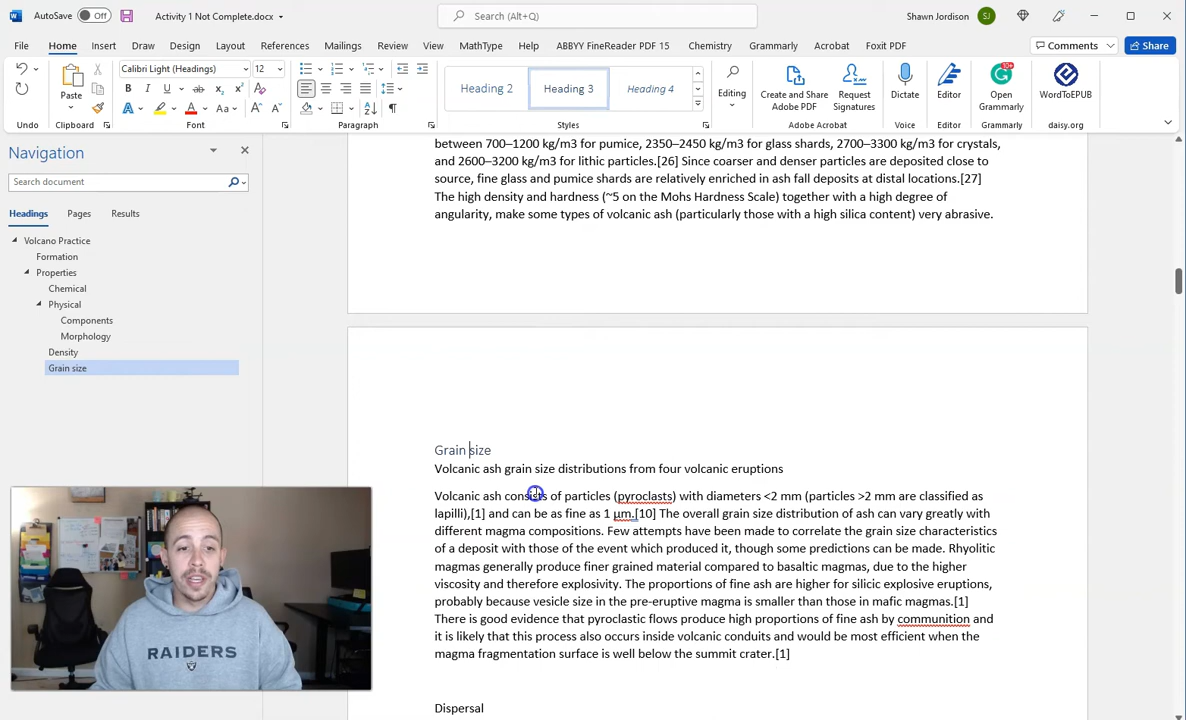 AutoSave Off Activity 1 Not Complete.docx Search (Alt+Q) Shawn Jordison SJ
File Home Insert Draw Design Layout References Mailings Review View MathType Help ABBYY FineReader PDF 15 Chemistry Grammarly Acrobat Foxit PDF Comments Share
Calibri Light (Headings) 12
Paste
Heading 2 Heading 3 Heading 4
Editing
Create and Share Adobe PDF
Request Signatures
Dictate
Editor
Open Grammarly
WordToEPUB
Undo Clipboard Font Paragraph Styles Adobe Acrobat Voice Editor Grammarly daisy.org
Navigation
Search document
Headings Pages Results
Volcano Practice
Formation
Properties
Chemical
Physical
Components
Morphology
Density
Grain size
between 700–1200 kg/m3 for pumice, 2350–2450 kg/m3 for glass shards, 2700–3300 kg/m3 for crystals,
and 2600–3200 kg/m3 for lithic particles.[26] Since coarser and denser particles are deposited close to
source, fine glass and pumice shards are relatively enriched in ash fall deposits at distal locations.[27]
The high density and hardness (~5 on the Mohs Hardness Scale) together with a high degree of
angularity, make some types of volcanic ash (particularly those with a high silica content) very abrasive.
Grain size
Volcanic ash grain size distributions from four volcanic eruptions
Volcanic ash consists of particles (pyroclasts) with diameters <2 mm (particles >2 mm are classified as
lapilli),[1] and can be as fine as 1 μm.[10] The overall grain size distribution of ash can vary greatly with
different magma compositions. Few attempts have been made to correlate the grain size characteristics
of a deposit with those of the event which produced it, though some predictions can be made. Rhyolitic
magmas generally produce finer grained material compared to basaltic magmas, due to the higher
viscosity and therefore explosivity. The proportions of fine ash are higher for silicic explosive eruptions,
probably because vesicle size in the pre-eruptive magma is smaller than those in mafic magmas.[1]
There is good evidence that pyroclastic flows produce high proportions of fine ash by communition and
it is likely that this process also occurs inside volcanic conduits and would be most efficient when the
magma fragmentation surface is well below the summit crater.[1]
Dispersal
RAIDERS